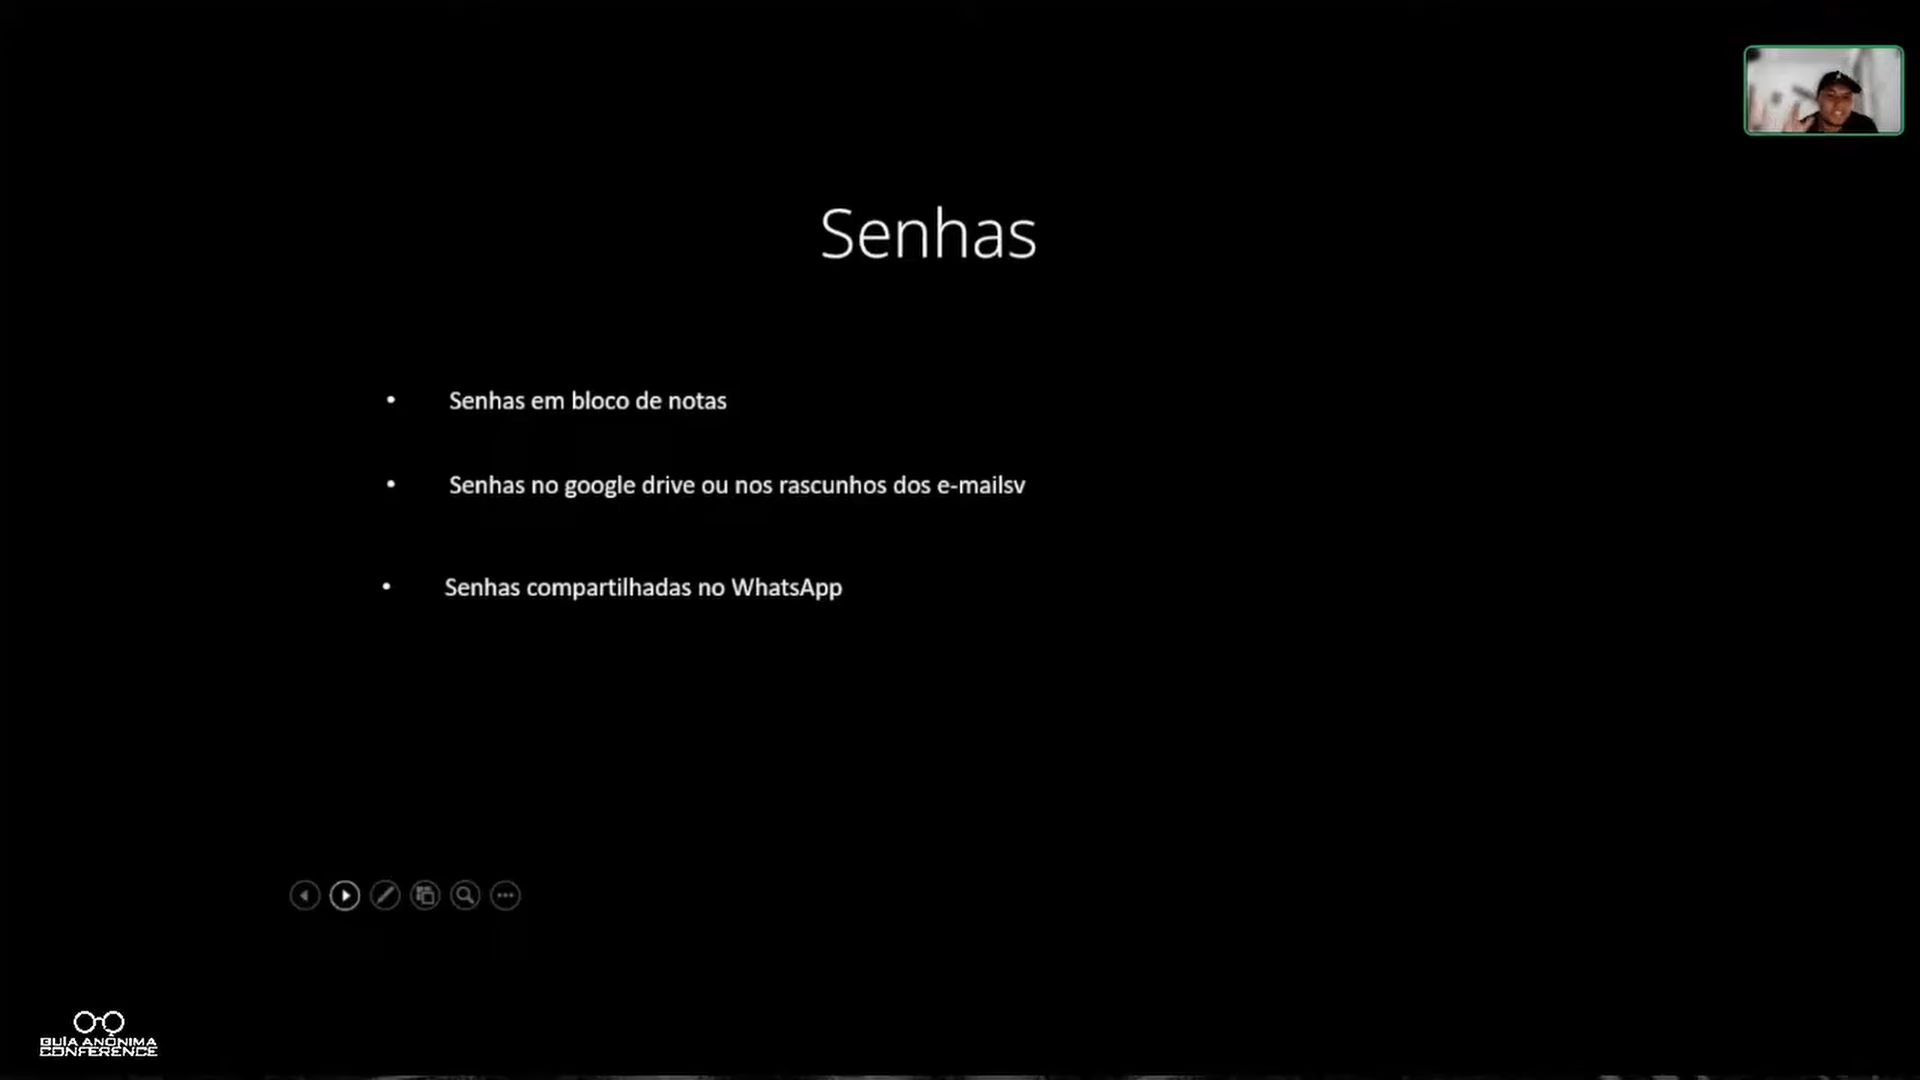 Senhas
• Senhas em bloco de notas
• Senhas no google drive ou nos rascunhos dos e-mailsv
• Senhas compartilhadas no WhatsApp
GUIA ANÔNIMA
CONFERENCE